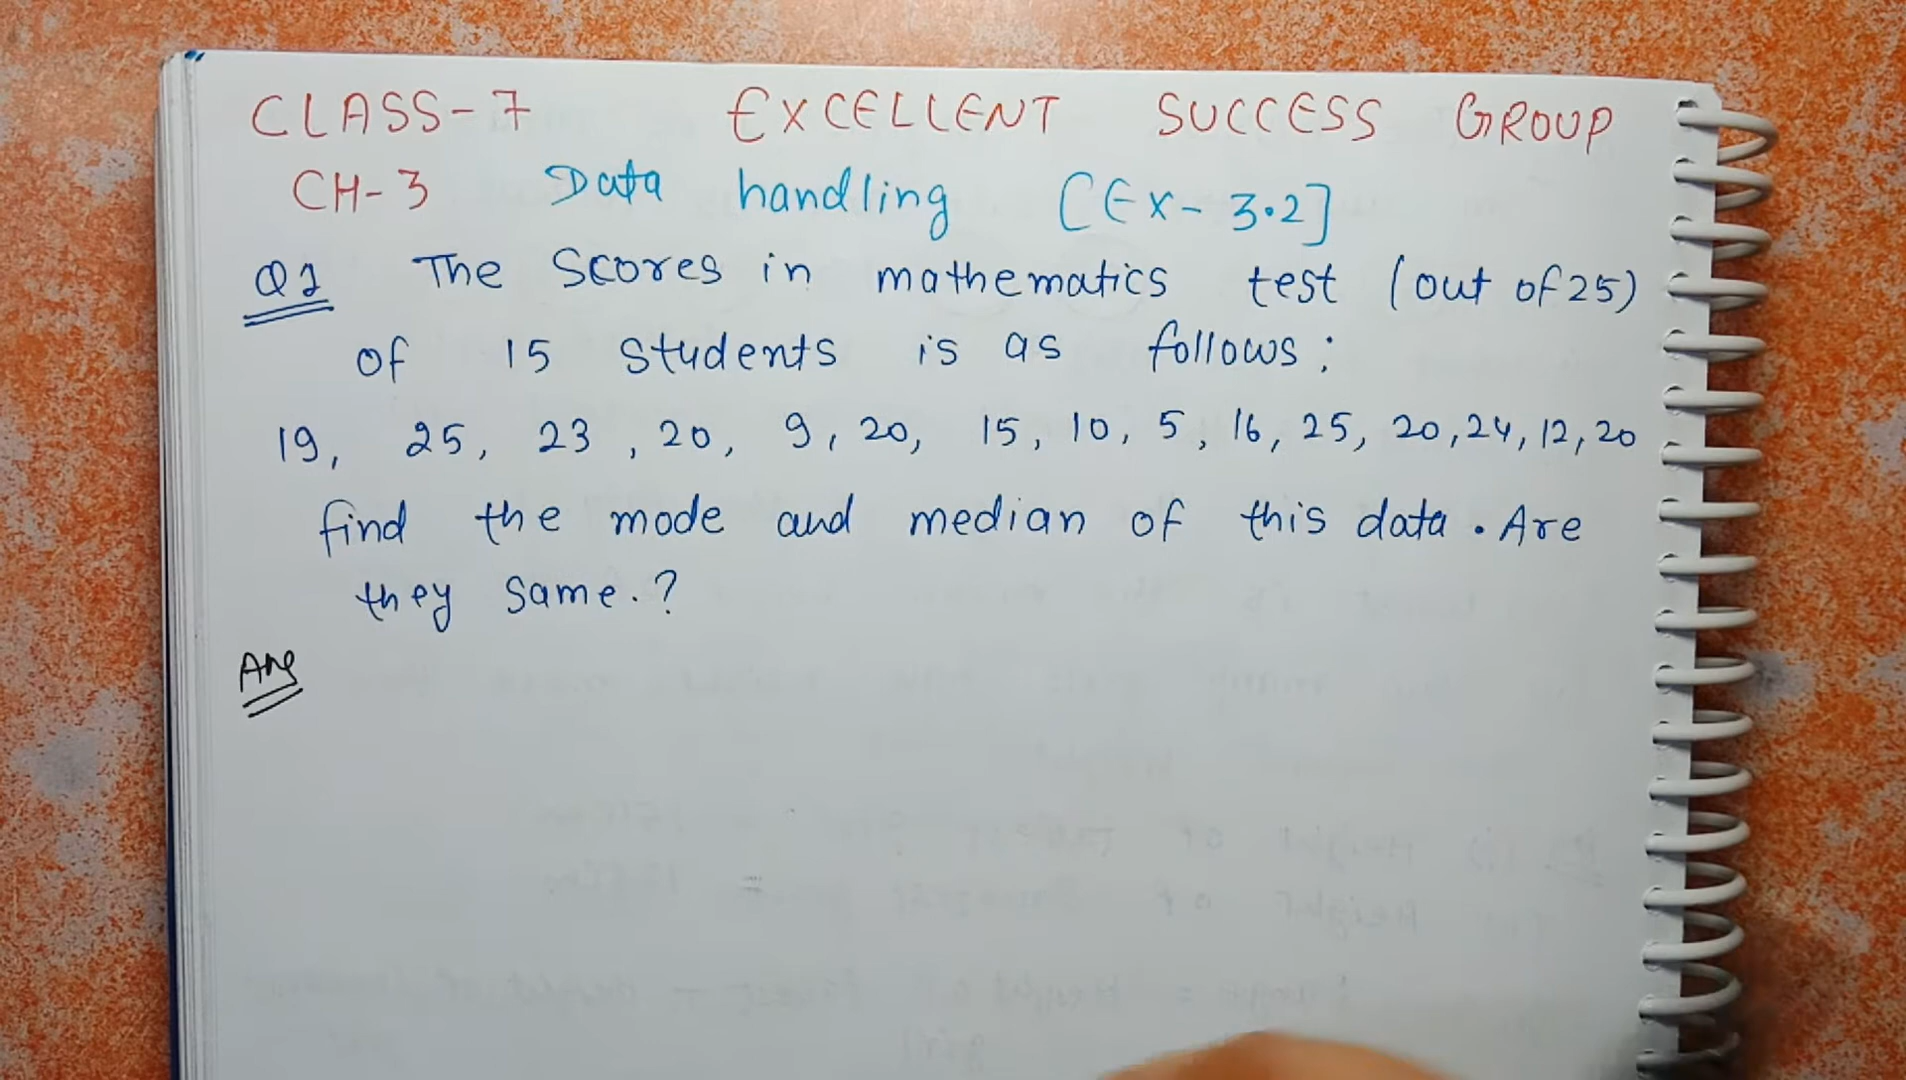 CLASS-7 EXCELLENT SUCCESS GROUP
CH-3 Data handling [Ex-3.2]
Q1 The Scores in mathematics test (out of 25)
of 15 students is as follows:
19, 25, 23, 20, 9, 20, 15, 10, 5, 16, 25, 20, 24, 12, 20
find the mode and median of this data. Are
they same.?
Ans